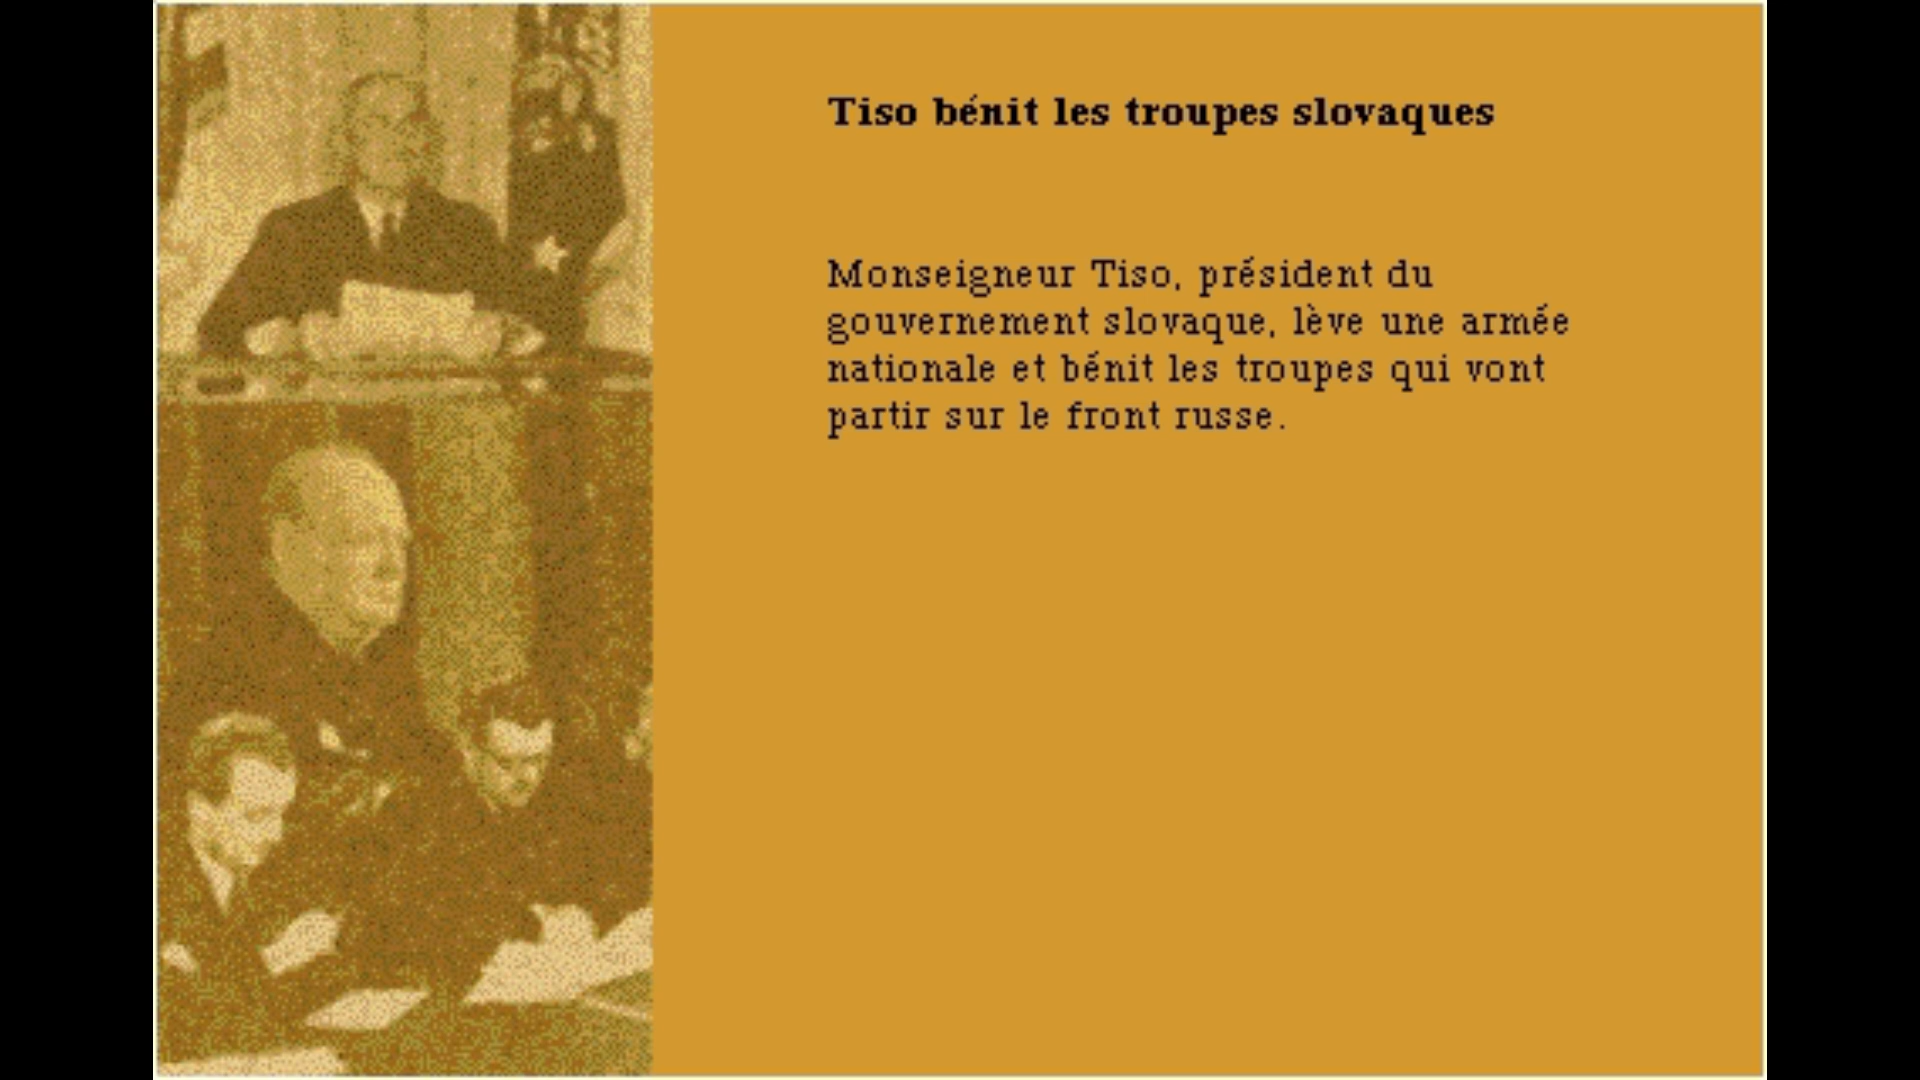 Tiso bénit les troupes slovaques
Monseigneur Tiso, président du
gouvernement slovaque, lève une armée
nationale et bénit les troupes qui vont
partir sur le front russe.